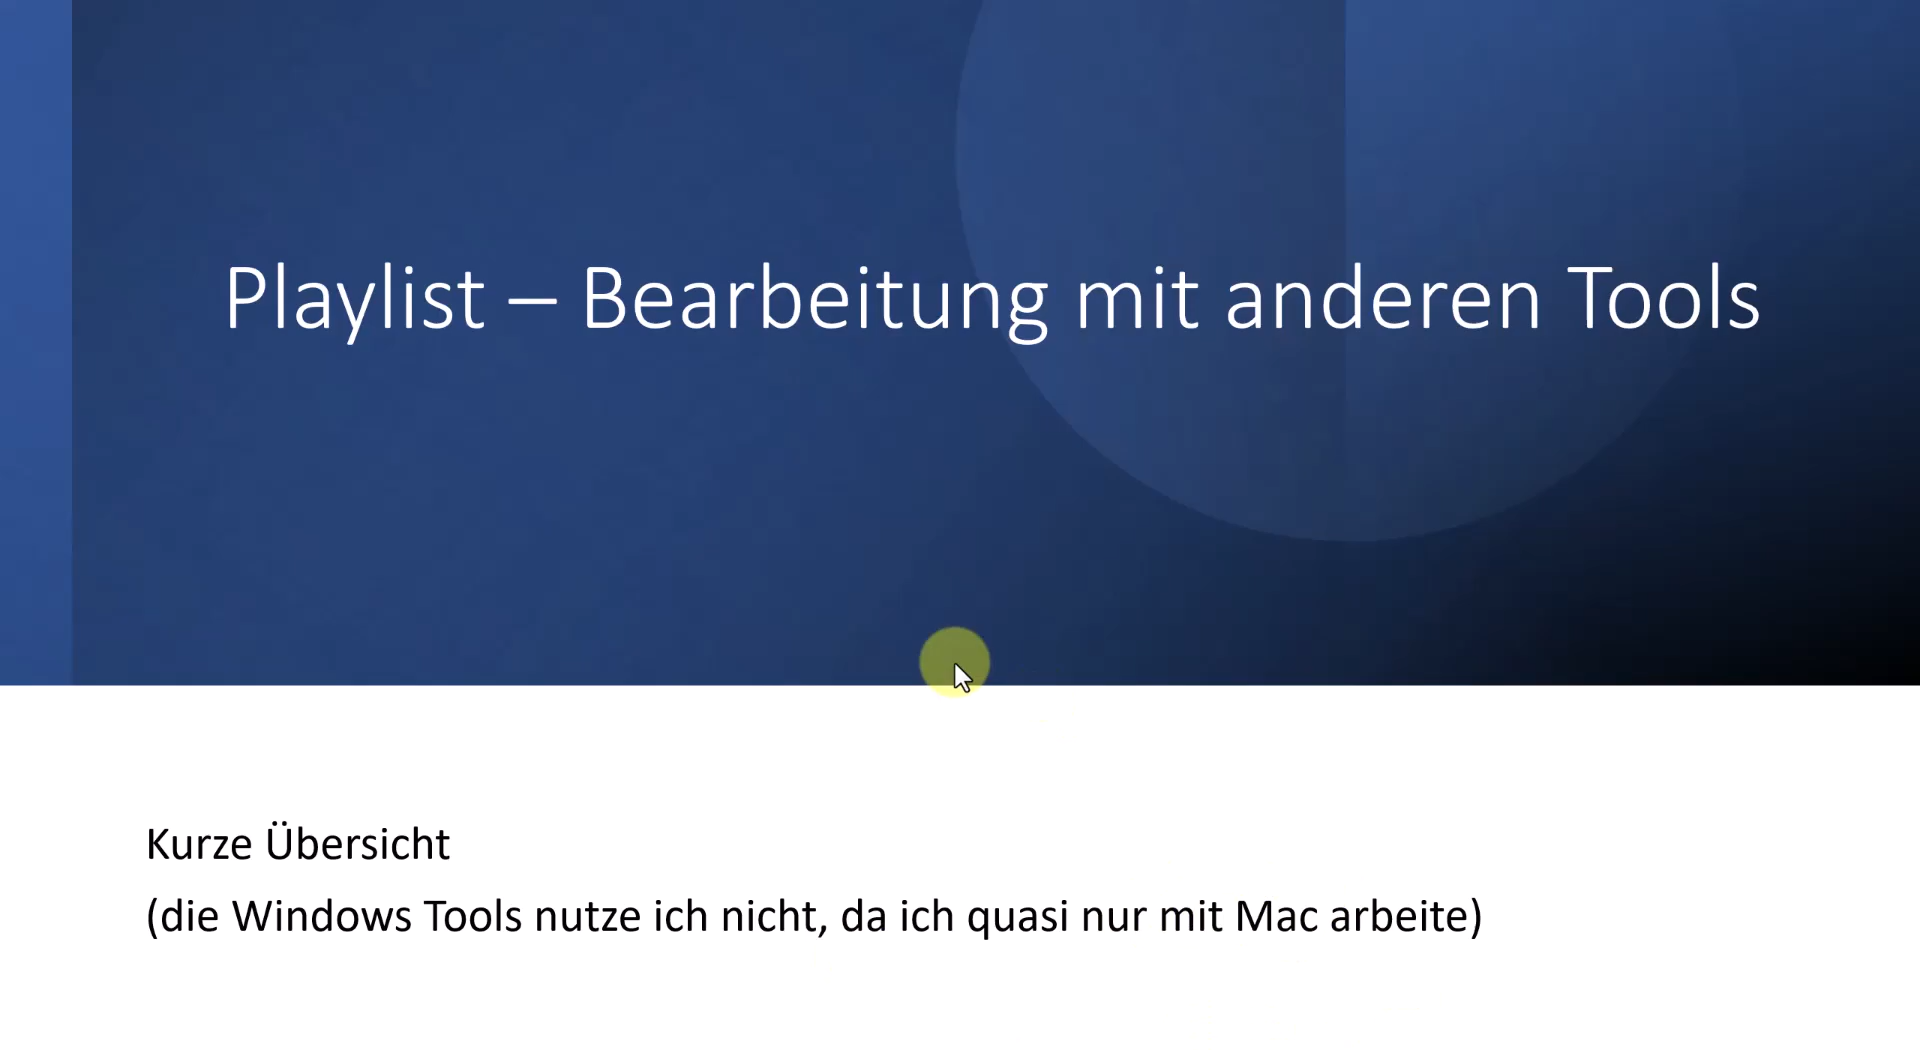 Playlist – Bearbeitung mit anderen Tools
Kurze Übersicht
(die Windows Tools nutze ich nicht, da ich quasi nur mit Mac arbeite)